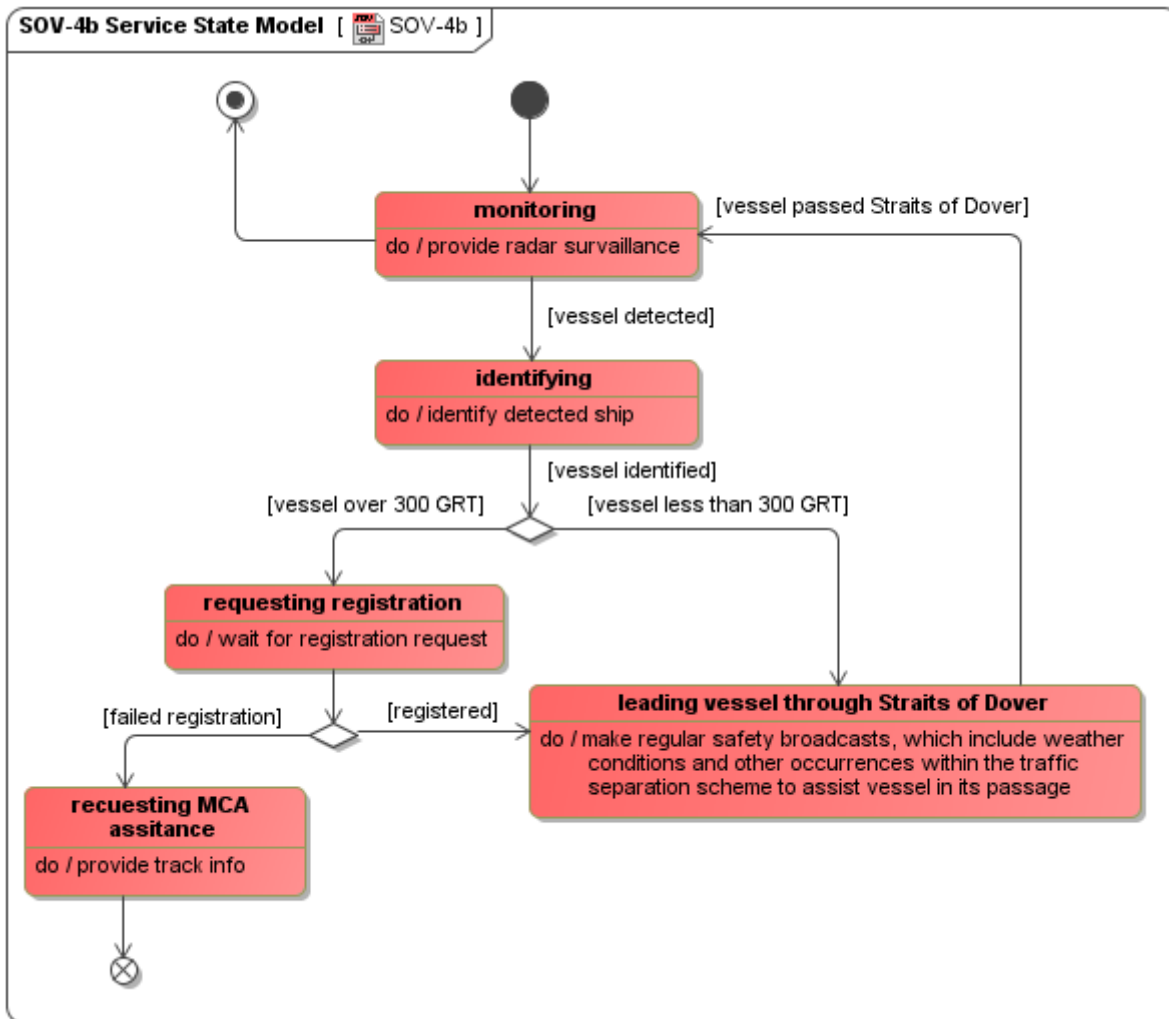 SOV-4b Service State Model [ SOV-4b ]
monitoring
do / provide radar survaillance
[vessel passed Straits of Dover]
[vessel detected]
identifying
do / identify detected ship
[vessel identified]
[vessel over 300 GRT]
[vessel less than 300 GRT]
requesting registration
do / wait for registration request
[failed registration]
[registered]
leading vessel through Straits of Dover
do / make regular safety broadcasts, which include weather
conditions and other occurrences within the traffic
separation scheme to assist vessel in its passage
recuesting MCA
assitance
do / provide track info